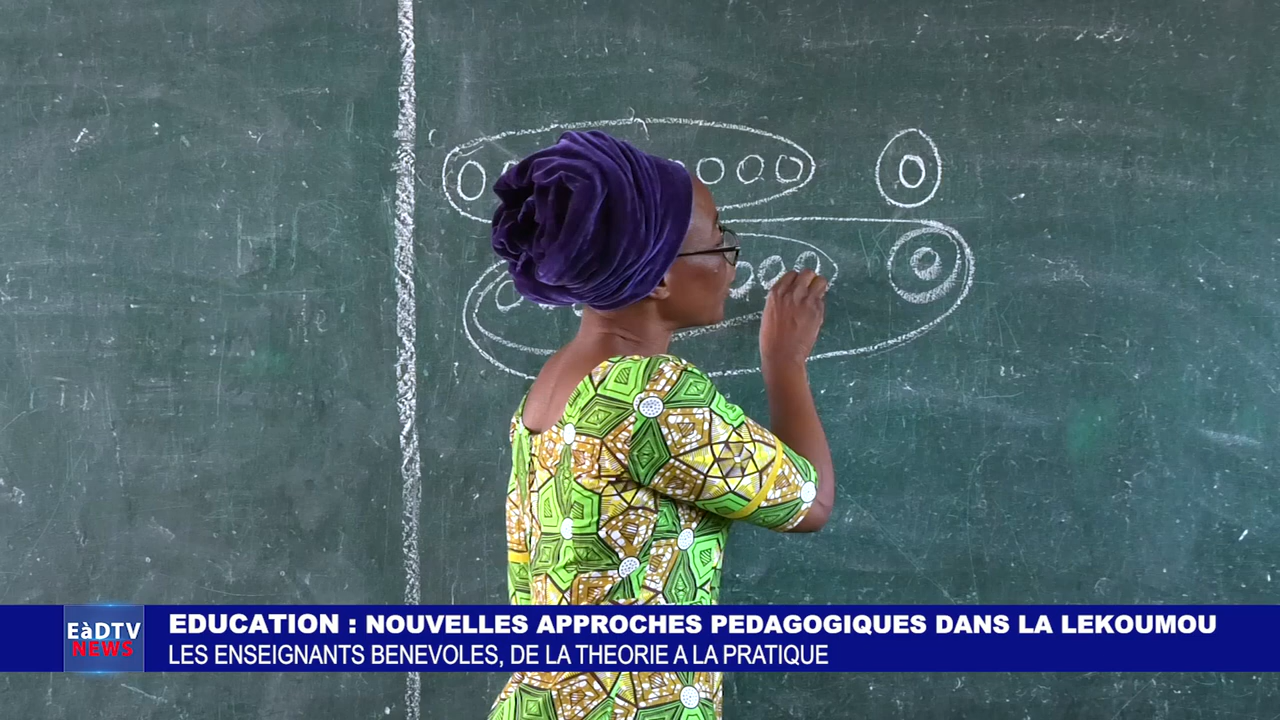 EàDTV
NEWS
EDUCATION : NOUVELLES APPROCHES PEDAGOGIQUES DANS LA LEKOUMOU
LES ENSEIGNANTS BENEVOLES, DE LA THEORIE A LA PRATIQUE